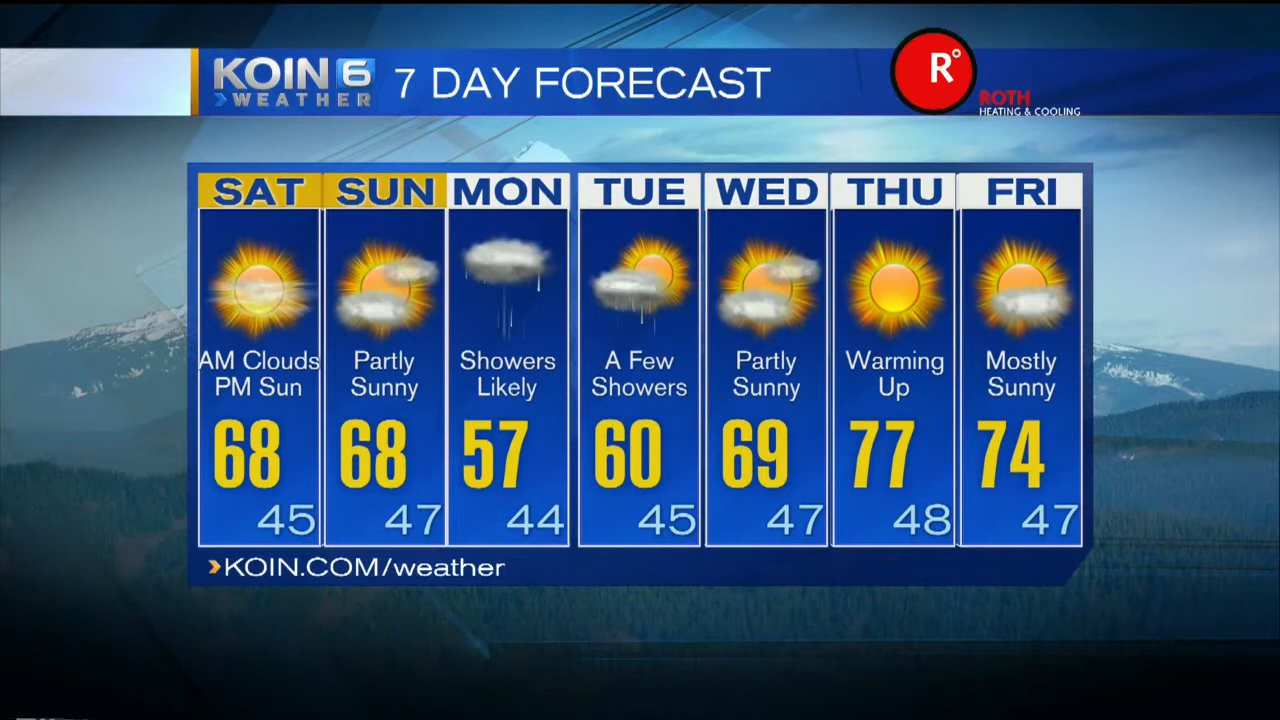 KOIN 6
WEATHER
7 DAY FORECAST
R°
ROTH
HEATING & COOLING
SAT SUN MON TUE WED THU FRI
AM Clouds
PM Sun
Partly
Sunny
Showers
Likely
A Few
Showers
Partly
Sunny
Warming
Up
Mostly
Sunny
68 68 57 60 69 77 74
45 47 44 45 47 48 47
KOIN.COM/weather